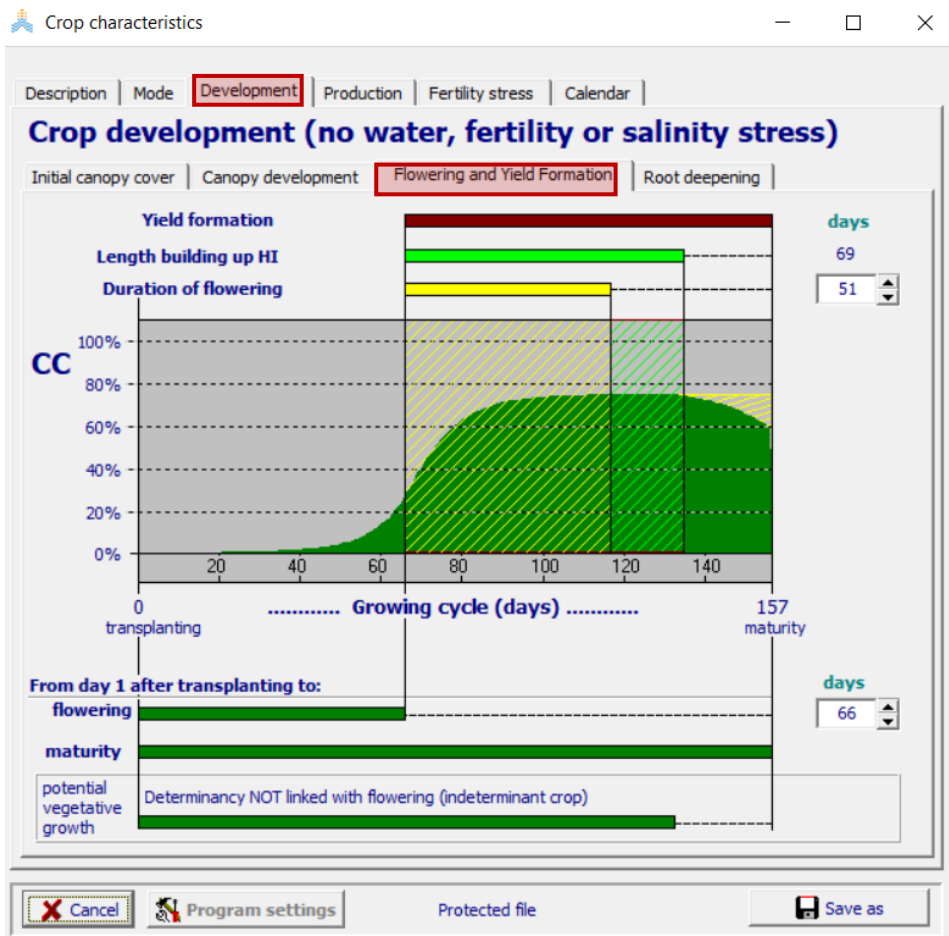 Crop characteristics
Description Mode Development Production Fertility stress Calendar
Crop development (no water, fertility or salinity stress)
Initial canopy cover Canopy development Flowering and Yield Formation Root deepening
Yield formation days
Length building up HI 69
Duration of flowering 51
CC
100%
80%
60%
40%
20%
0%
20 40 60 80 100 120 140
0 ............ Growing cycle (days) ............ 157
transplanting maturity
From day 1 after transplanting to: days
flowering 66
maturity
potential
vegetative
growth
Determinancy NOT linked with flowering (indeterminant crop)
Cancel Program settings Protected file Save as